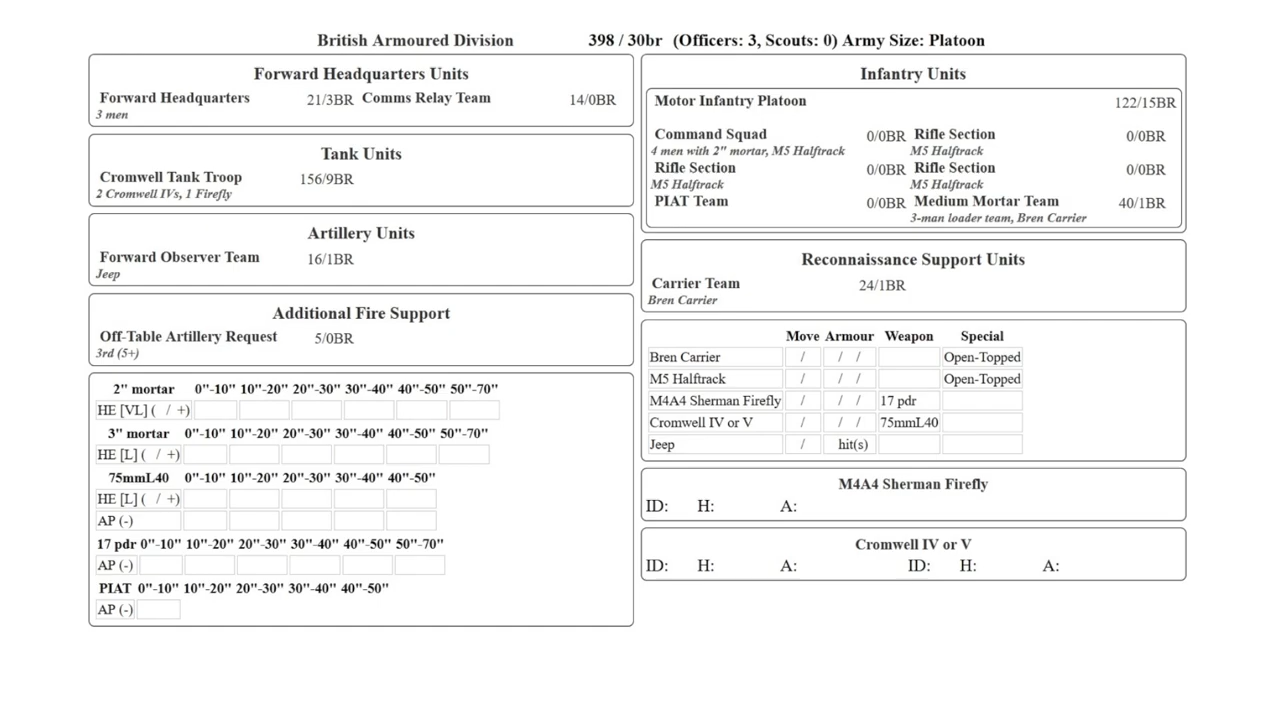 British Armoured Division 398 / 30br (Officers: 3, Scouts: 0) Army Size: Platoon
Forward Headquarters Units
Forward Headquarters 21/3BR Comms Relay Team 14/0BR
3 men
Tank Units
Cromwell Tank Troop 156/9BR
2 Cromwell IVs, 1 Firefly
Artillery Units
Forward Observer Team 16/1BR
Jeep
Additional Fire Support
Off-Table Artillery Request 5/0BR
3rd (5+)
2" mortar 0"-10" 10"-20" 20"-30" 30"-40" 40"-50" 50"-70"
HE [VL] ( / +)
3" mortar 0"-10" 10"-20" 20"-30" 30"-40" 40"-50" 50"-70"
HE [L] ( / +)
75mmL40 0"-10" 10"-20" 20"-30" 30"-40" 40"-50"
HE [L] ( / +)
AP (-)
17 pdr 0"-10" 10"-20" 20"-30" 30"-40" 40"-50" 50"-70"
AP (-)
PIAT 0"-10" 10"-20" 20"-30" 30"-40" 40"-50"
AP (-)
Infantry Units
Motor Infantry Platoon 122/15BR
Command Squad 0/0BR Rifle Section 0/0BR
4 men with 2" mortar, M5 Halftrack M5 Halftrack
Rifle Section 0/0BR Rifle Section 0/0BR
M5 Halftrack M5 Halftrack
PIAT Team 0/0BR Medium Mortar Team 40/1BR
3-man loader team, Bren Carrier
Reconnaissance Support Units
Carrier Team 24/1BR
Bren Carrier
Move Armour Weapon Special
Bren Carrier / / / Open-Topped
M5 Halftrack / / / Open-Topped
M4A4 Sherman Firefly / / / 17 pdr
Cromwell IV or V / / / 75mmL40
Jeep / hit(s)
M4A4 Sherman Firefly
ID: H: A:
Cromwell IV or V
ID: H: A: ID: H: A: